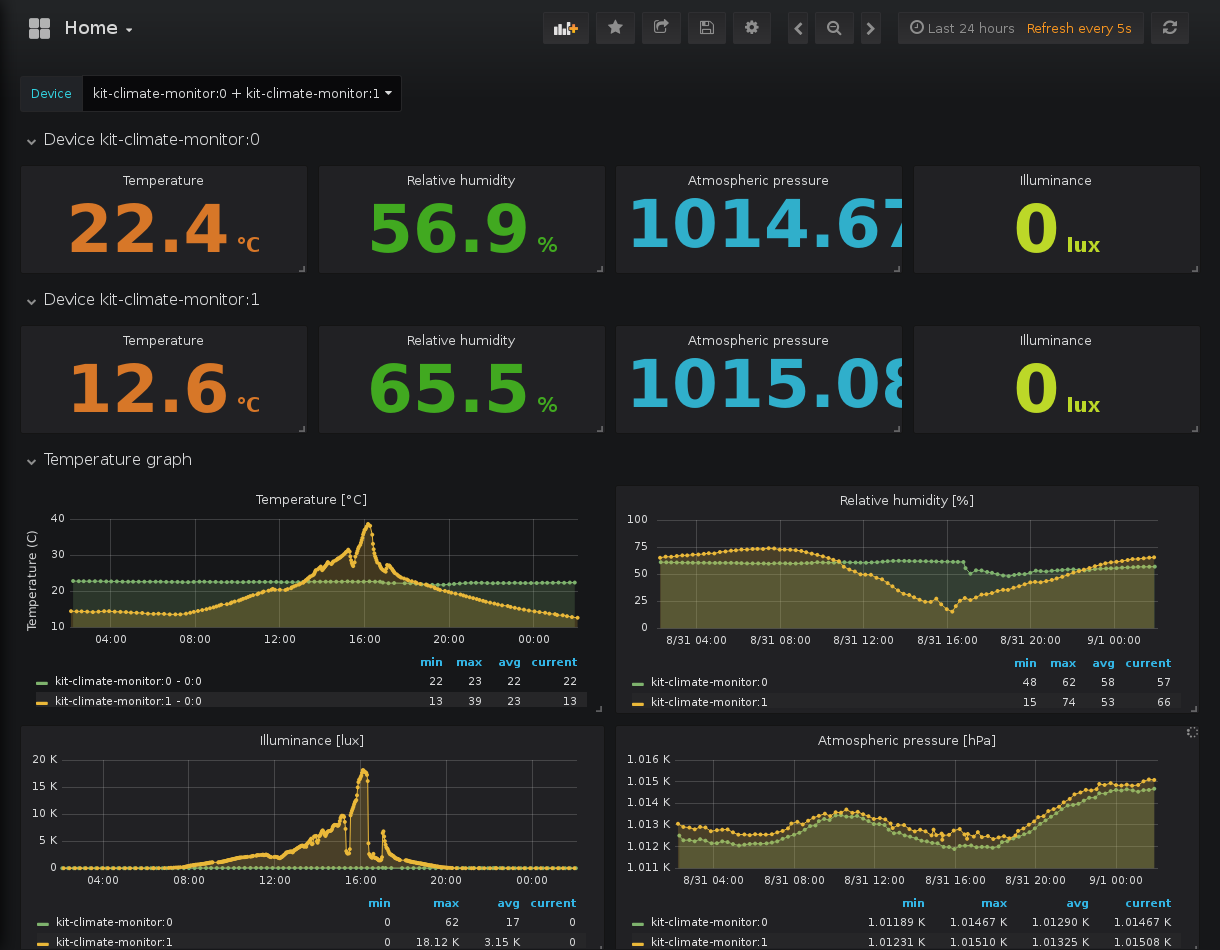 Home
Last 24 hours Refresh every 5s
Device kit-climate-monitor:0 + kit-climate-monitor:1
Device kit-climate-monitor:0
Temperature Relative humidity Atmospheric pressure Illuminance
22.4 °C 56.9 % 1014.67 0 lux
Device kit-climate-monitor:1
Temperature Relative humidity Atmospheric pressure Illuminance
12.6 °C 65.5 % 1015.08 0 lux
Temperature graph
Temperature [°C]
Temperature (C)
40
30
20
10
04:00 08:00 12:00 16:00 20:00 00:00
min max avg current
kit-climate-monitor:0 - 0:0 22 23 22 22
kit-climate-monitor:1 - 0:0 13 39 23 13
Relative humidity [%]
100
75
50
25
0
8/31 04:00 8/31 08:00 8/31 12:00 8/31 16:00 8/31 20:00 9/1 00:00
min max avg current
kit-climate-monitor:0 48 62 58 57
kit-climate-monitor:1 15 74 53 66
Illuminance [lux]
20 K
15 K
10 K
5 K
0
04:00 08:00 12:00 16:00 20:00 00:00
min max avg current
kit-climate-monitor:0 0 62 17 0
kit-climate-monitor:1 0 18.12 K 3.15 K 0
Atmospheric pressure [hPa]
1.016 K
1.015 K
1.014 K
1.013 K
1.012 K
1.011 K
8/31 04:00 8/31 08:00 8/31 12:00 8/31 16:00 8/31 20:00 9/1 00:00
min max avg current
kit-climate-monitor:0 1.01189 K 1.01467 K 1.01290 K 1.01467 K
kit-climate-monitor:1 1.01231 K 1.01510 K 1.01325 K 1.01508 K